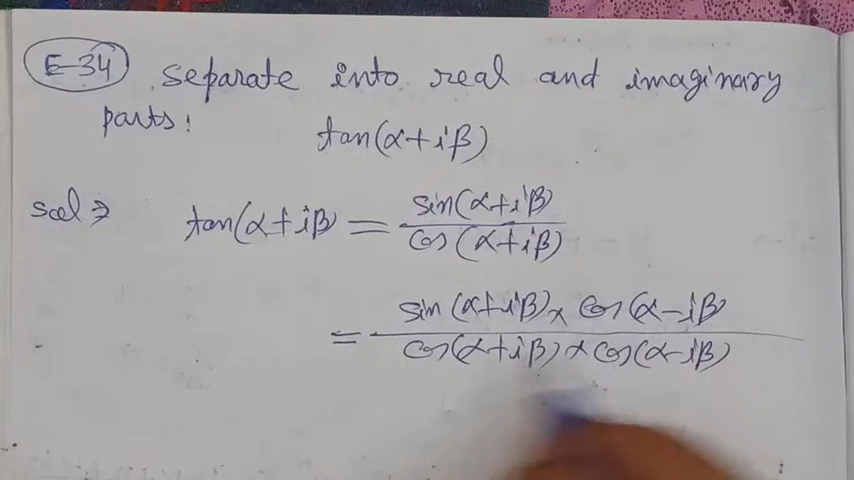 E-34 separate into real and imaginary
parts:
tan(α+iβ)
sol ⇒ tan(α+iβ) = sin(α+iβ) / cos(α+iβ)
= sin(α+iβ) × cos(α-iβ) / cos(α+iβ) × cos(α-iβ)